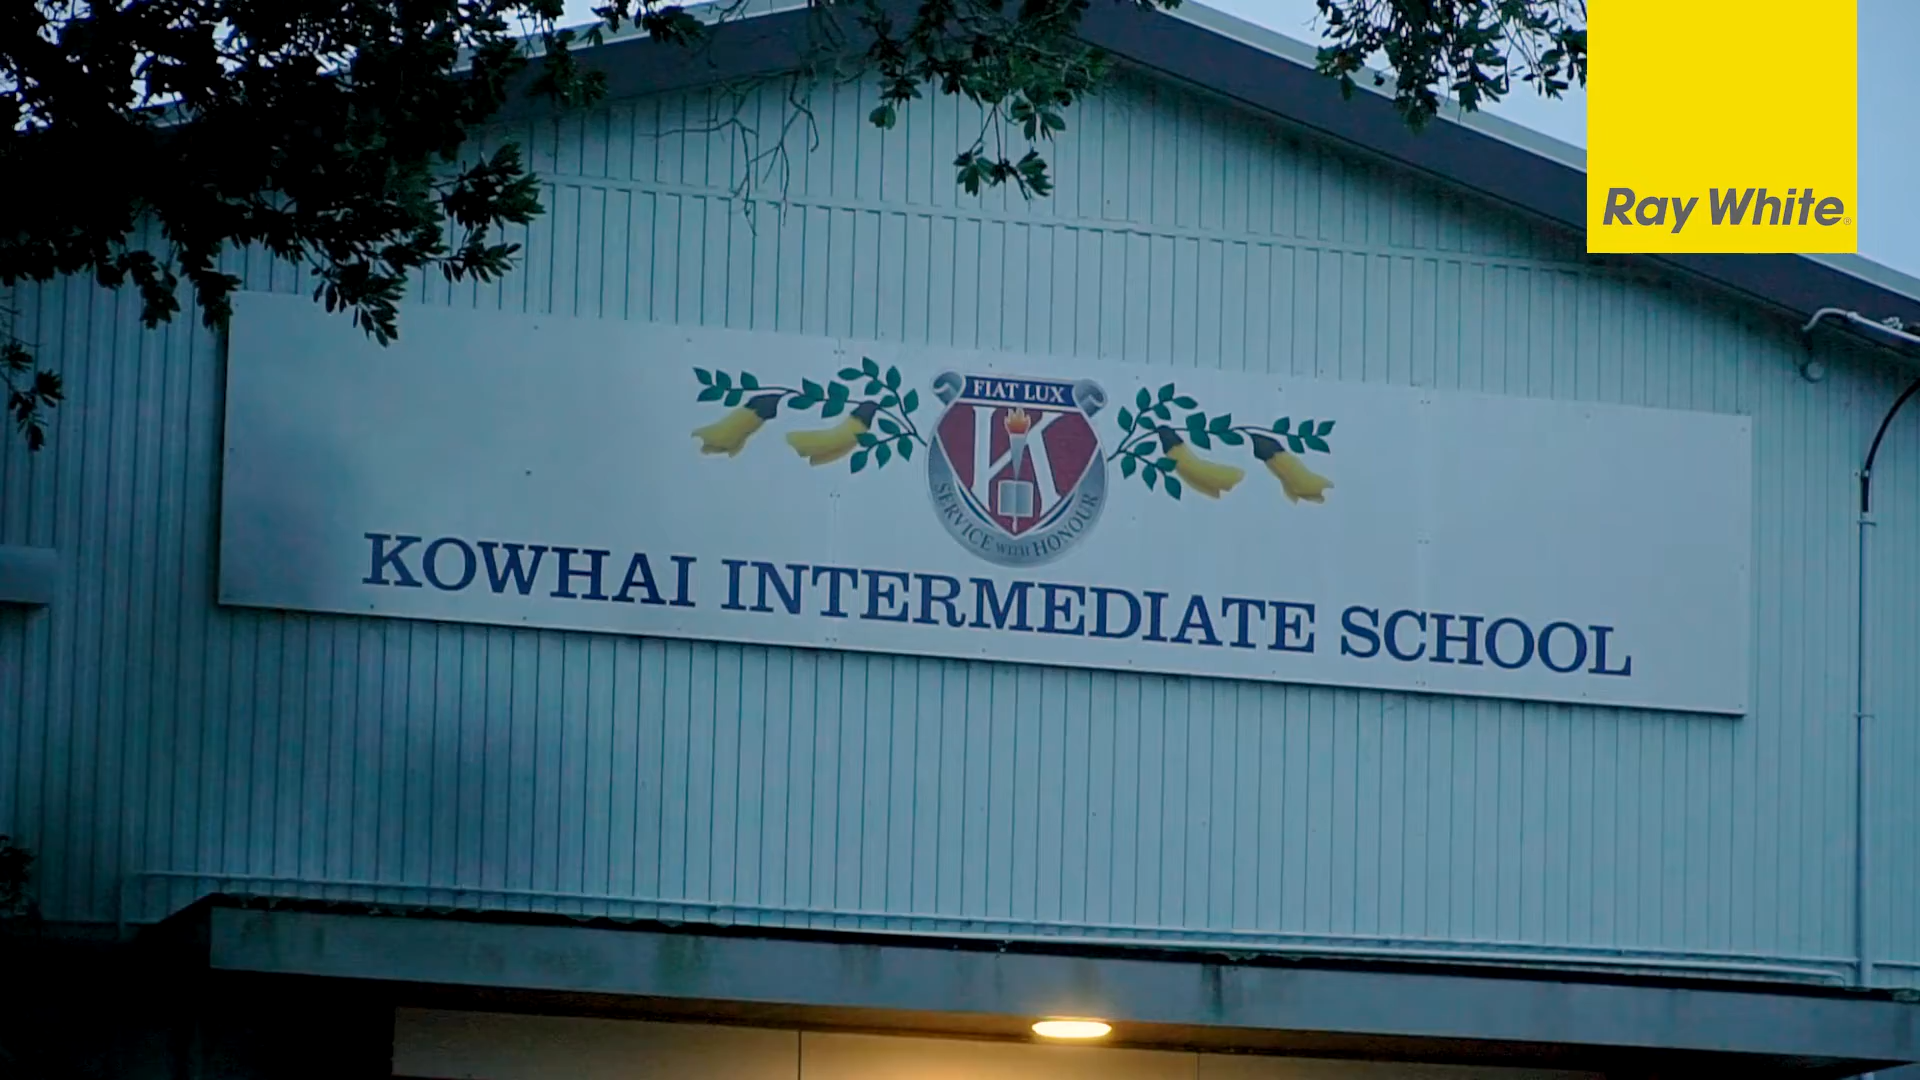 Ray White
FIAT LUX
K
SERVICE WITH HONOUR
KOWHAI INTERMEDIATE SCHOOL